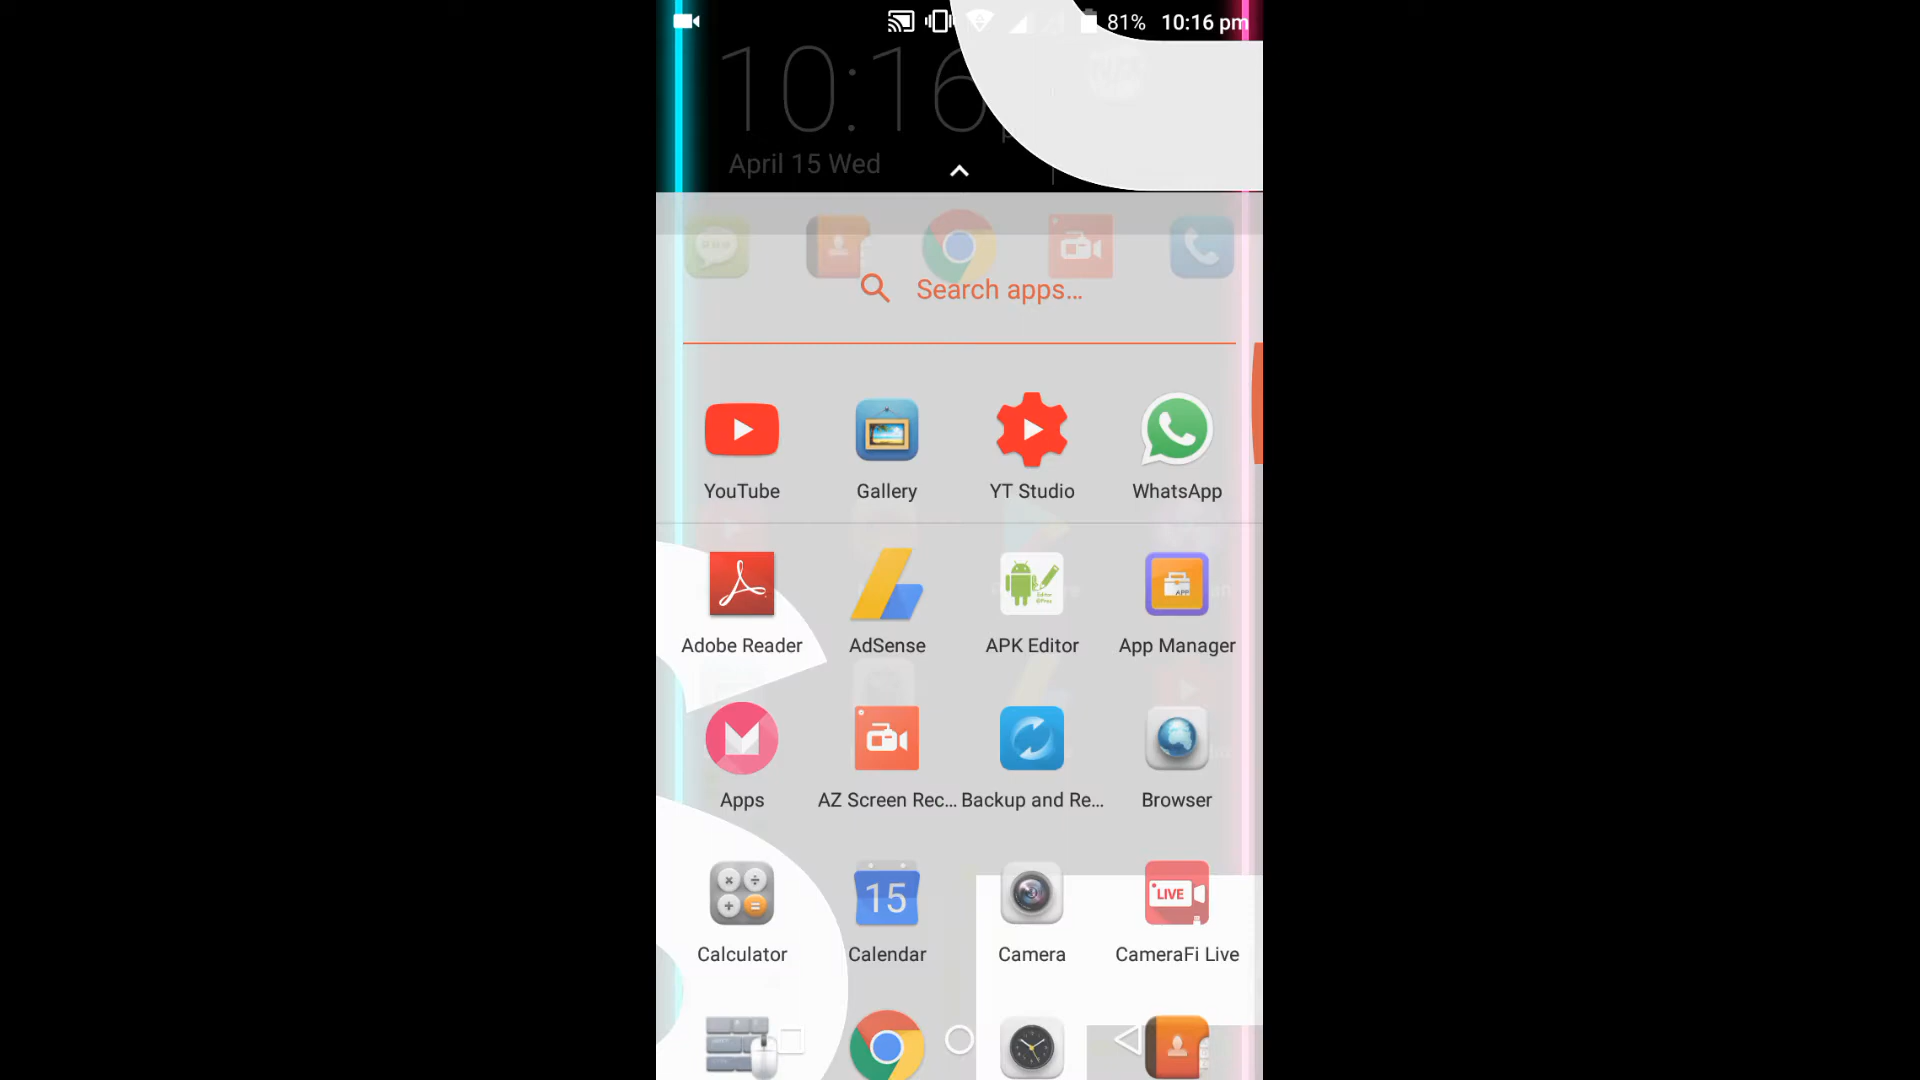 81% 10:16 pm
10:16
April 15 Wed
Search apps...
YouTube Gallery YT Studio WhatsApp
Adobe Reader AdSense APK Editor App Manager
Apps AZ Screen Rec... Backup and Re... Browser
15 LIVE
Calculator Calendar Camera CameraFi Live